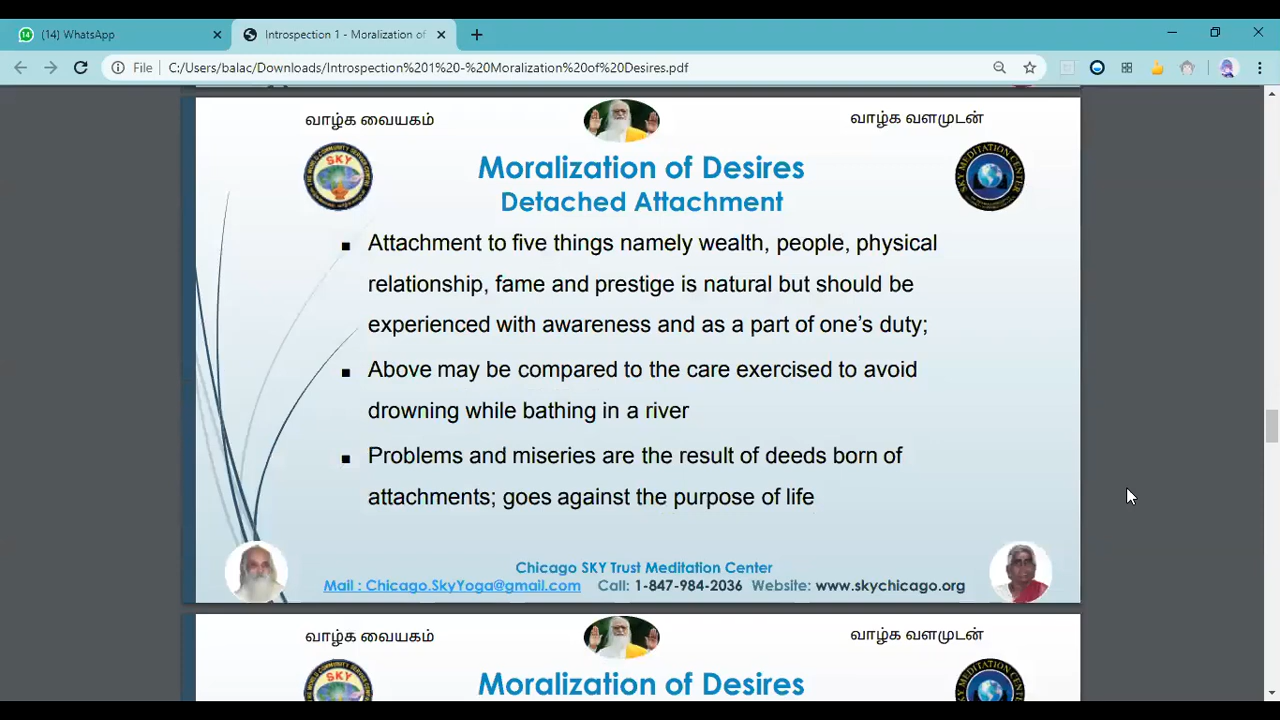 (14) WhatsApp
Introspection 1 - Moralization of
File C:/Users/balac/Downloads/Introspection%201%20-%20Moralization%20of%20Desires.pdf
வாழ்க வையகம்
வாழ்க வளமுடன்
SKY
SKY MEDITATION CENTER
Moralization of Desires
Detached Attachment
▪ Attachment to five things namely wealth, people, physical
relationship, fame and prestige is natural but should be
experienced with awareness and as a part of one’s duty;
▪ Above may be compared to the care exercised to avoid
drowning while bathing in a river
▪ Problems and miseries are the result of deeds born of
attachments; goes against the purpose of life
Chicago SKY Trust Meditation Center
Mail : Chicago.SkyYoga@gmail.com Call: 1-847-984-2036 Website: www.skychicago.org
வாழ்க வையகம்
வாழ்க வளமுடன்
SKY
Moralization of Desires